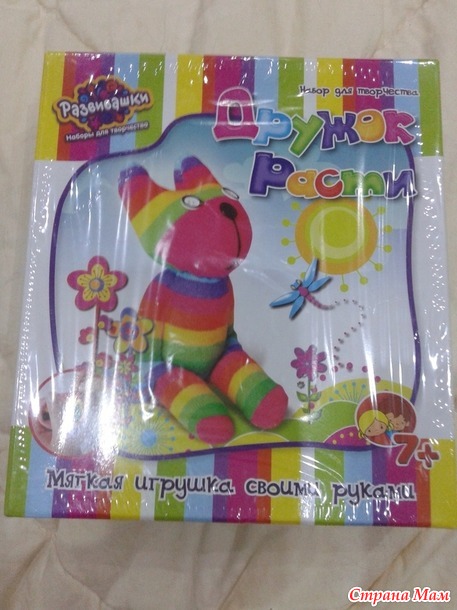 Развивашки
Наборы для творчества
Набор для творчества
Дружок
Расти
7+
Мягкая игрушка своими руками
Страна Мам